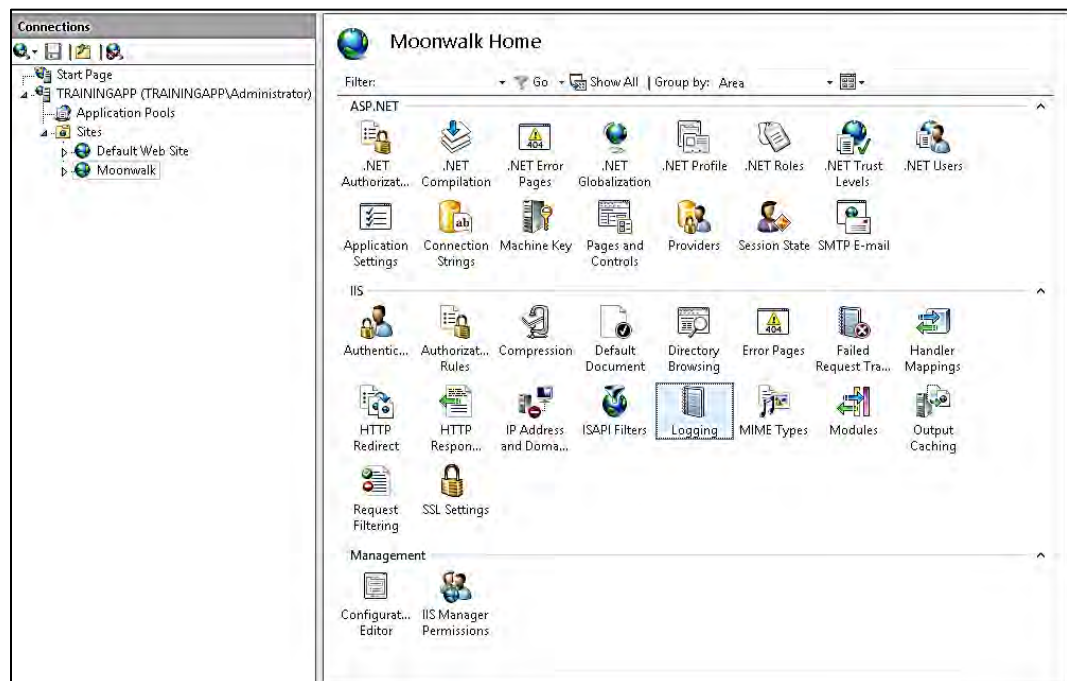 Connections
Start Page
TRAININGAPP (TRAININGAPP\Administrator)
Application Pools
Sites
Default Web Site
Moonwalk
Moonwalk Home
Filter: Go Show All Group by: Area
ASP.NET
.NET Authorizat...
.NET Compilation
.NET Error Pages
.NET Globalization
.NET Profile
.NET Roles
.NET Trust Levels
.NET Users
Application Settings
Connection Strings
Machine Key
Pages and Controls
Providers
Session State
SMTP E-mail
IIS
Authentic...
Authorizat... Rules
Compression
Default Document
Directory Browsing
Error Pages
Failed Request Tra...
Handler Mappings
HTTP Redirect
HTTP Respon...
IP Address and Doma...
ISAPI Filters
Logging
MIME Types
Modules
Output Caching
Request Filtering
SSL Settings
Management
Configurat... Editor
IIS Manager Permissions